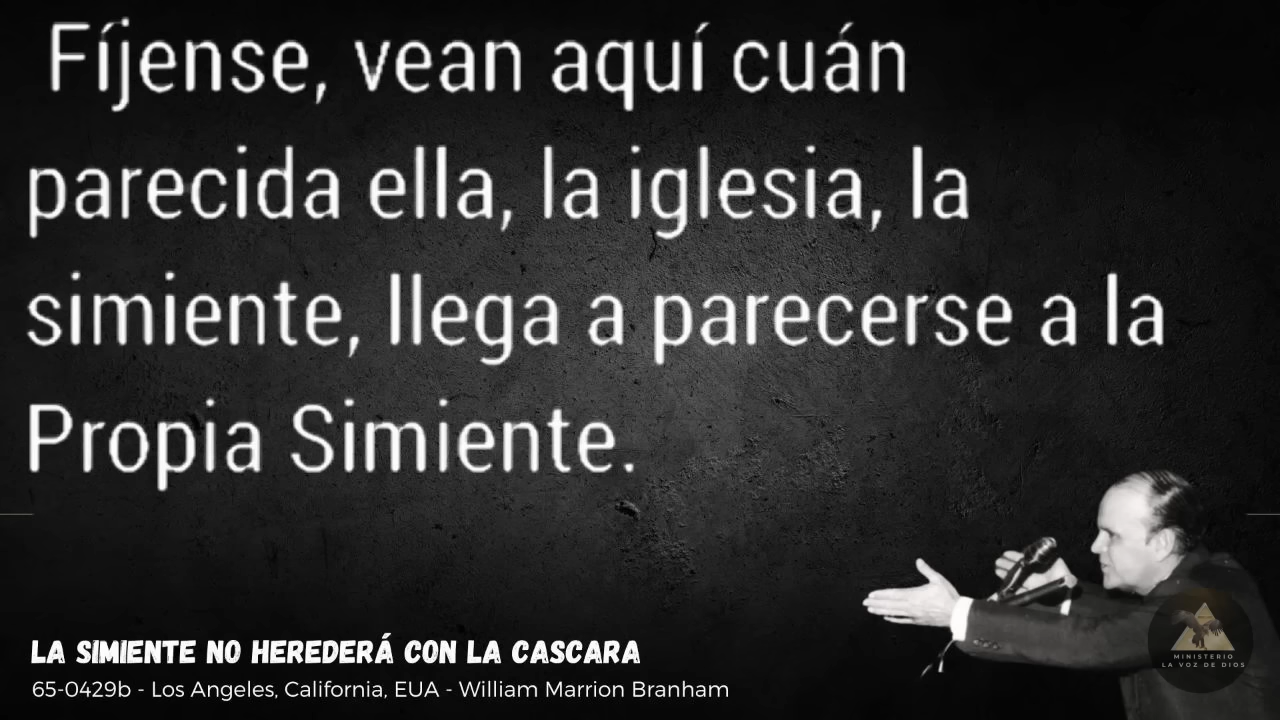 Fíjense, vean aquí cuán
parecida ella, la iglesia, la
simiente, llega a parecerse a la
Propia Simiente.
LA SIMIENTE NO HEREDERÁ CON LA CASCARA
65-0429b - Los Angeles, California, EUA - William Marrion Branham
MINISTERIO
LA VOZ DE DIOS